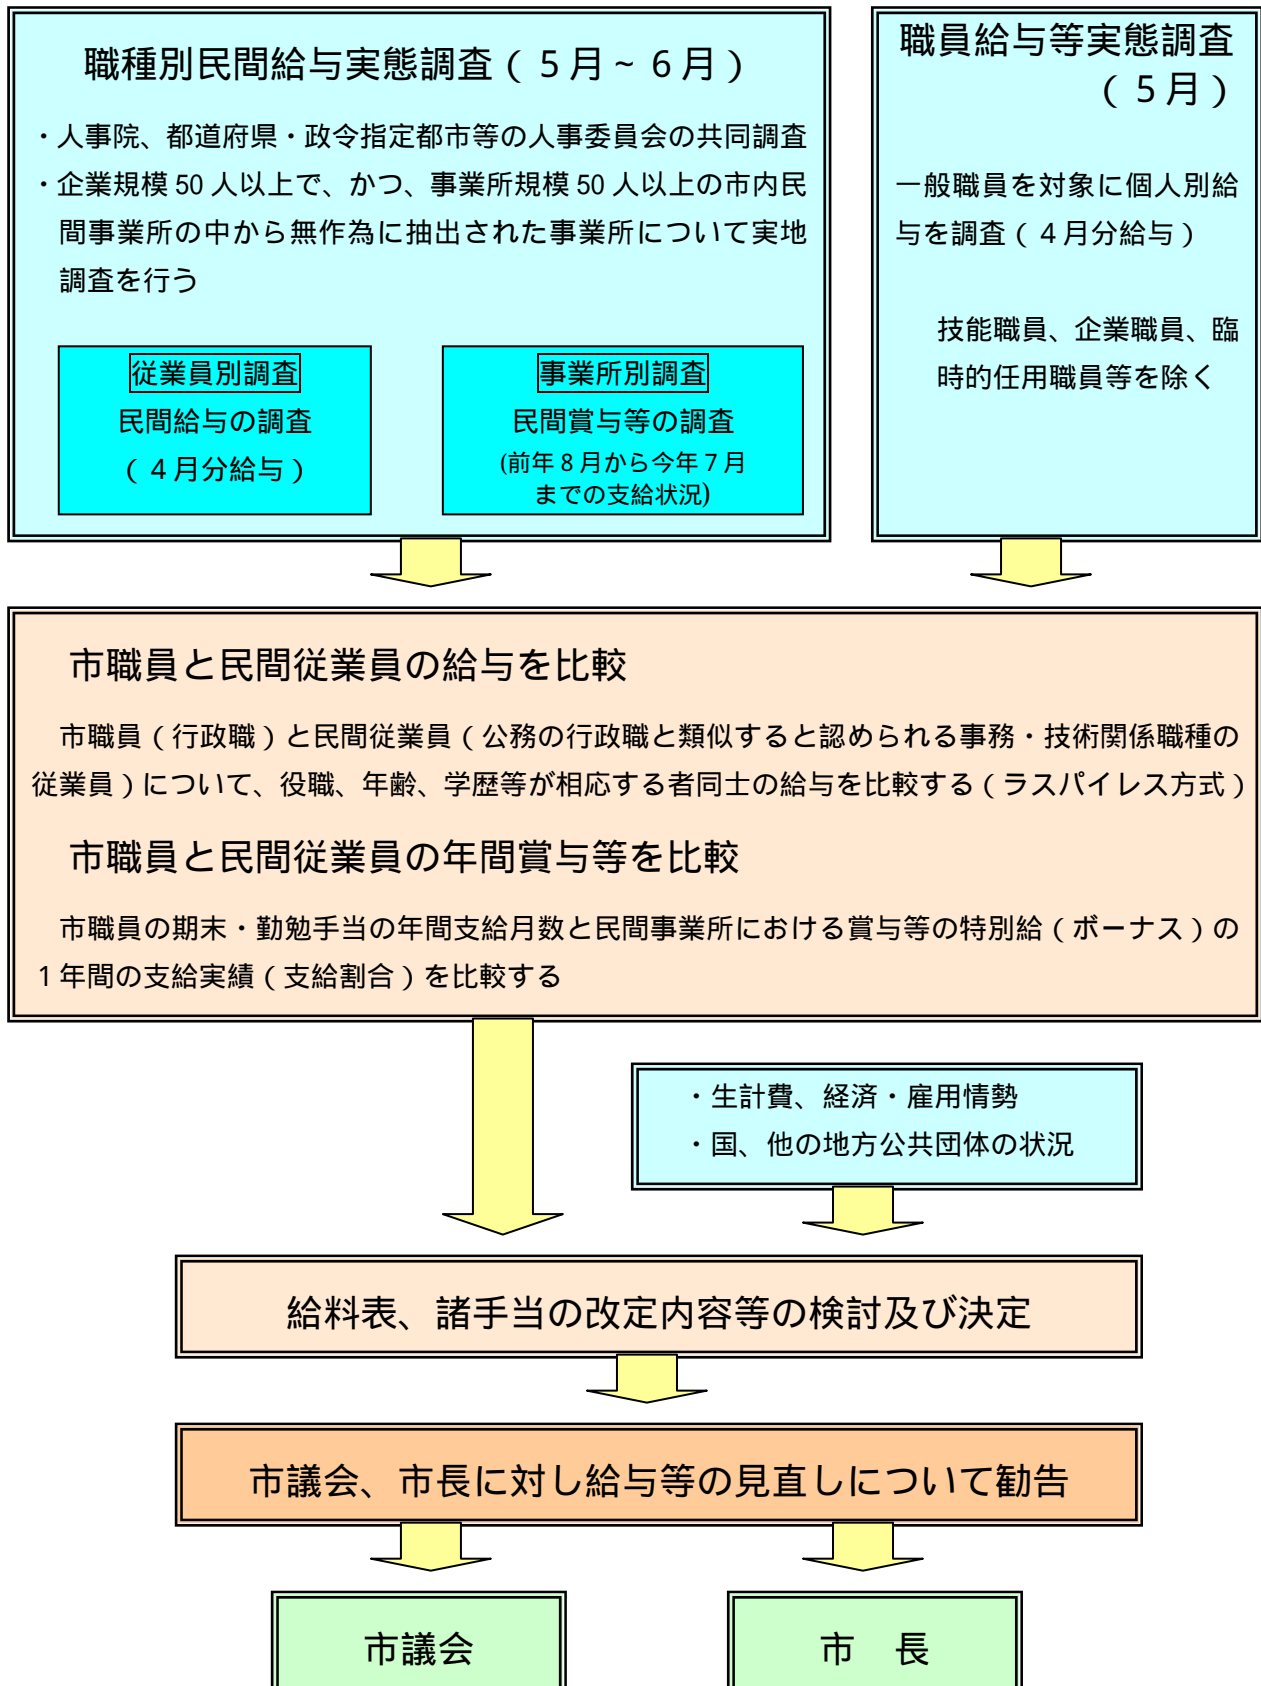 職種別民間給与実態調査（５月～６月）
・人事院、都道府県・政令指定都市等の人事委員会の共同調査
・企業規模 50 人以上で、かつ、事業所規模 50 人以上の市内民
間事業所の中から無作為に抽出された事業所について実地
調査を行う
従業員別調査
民間給与の調査
（４月分給与）
事業所別調査
民間賞与等の調査
(前年８月から今年７月
までの支給状況)
職員給与等実態調査
（５月）
一般職員を対象に個人別給
与を調査（４月分給与）
技能職員、企業職員、臨
時的任用職員等を除く
市職員と民間従業員の給与を比較
市職員（行政職）と民間従業員（公務の行政職と類似すると認められる事務・技術関係職種の
従業員）について、役職、年齢、学歴等が相応する者同士の給与を比較する（ラスパイレス方式）
市職員と民間従業員の年間賞与等を比較
市職員の期末・勤勉手当の年間支給月数と民間事業所における賞与等の特別給（ボーナス）の
１年間の支給実績（支給割合）を比較する
・生計費、経済・雇用情勢
・国、他の地方公共団体の状況
給料表、諸手当の改定内容等の検討及び決定
市議会、市長に対し給与等の見直しについて勧告
市議会
市　長